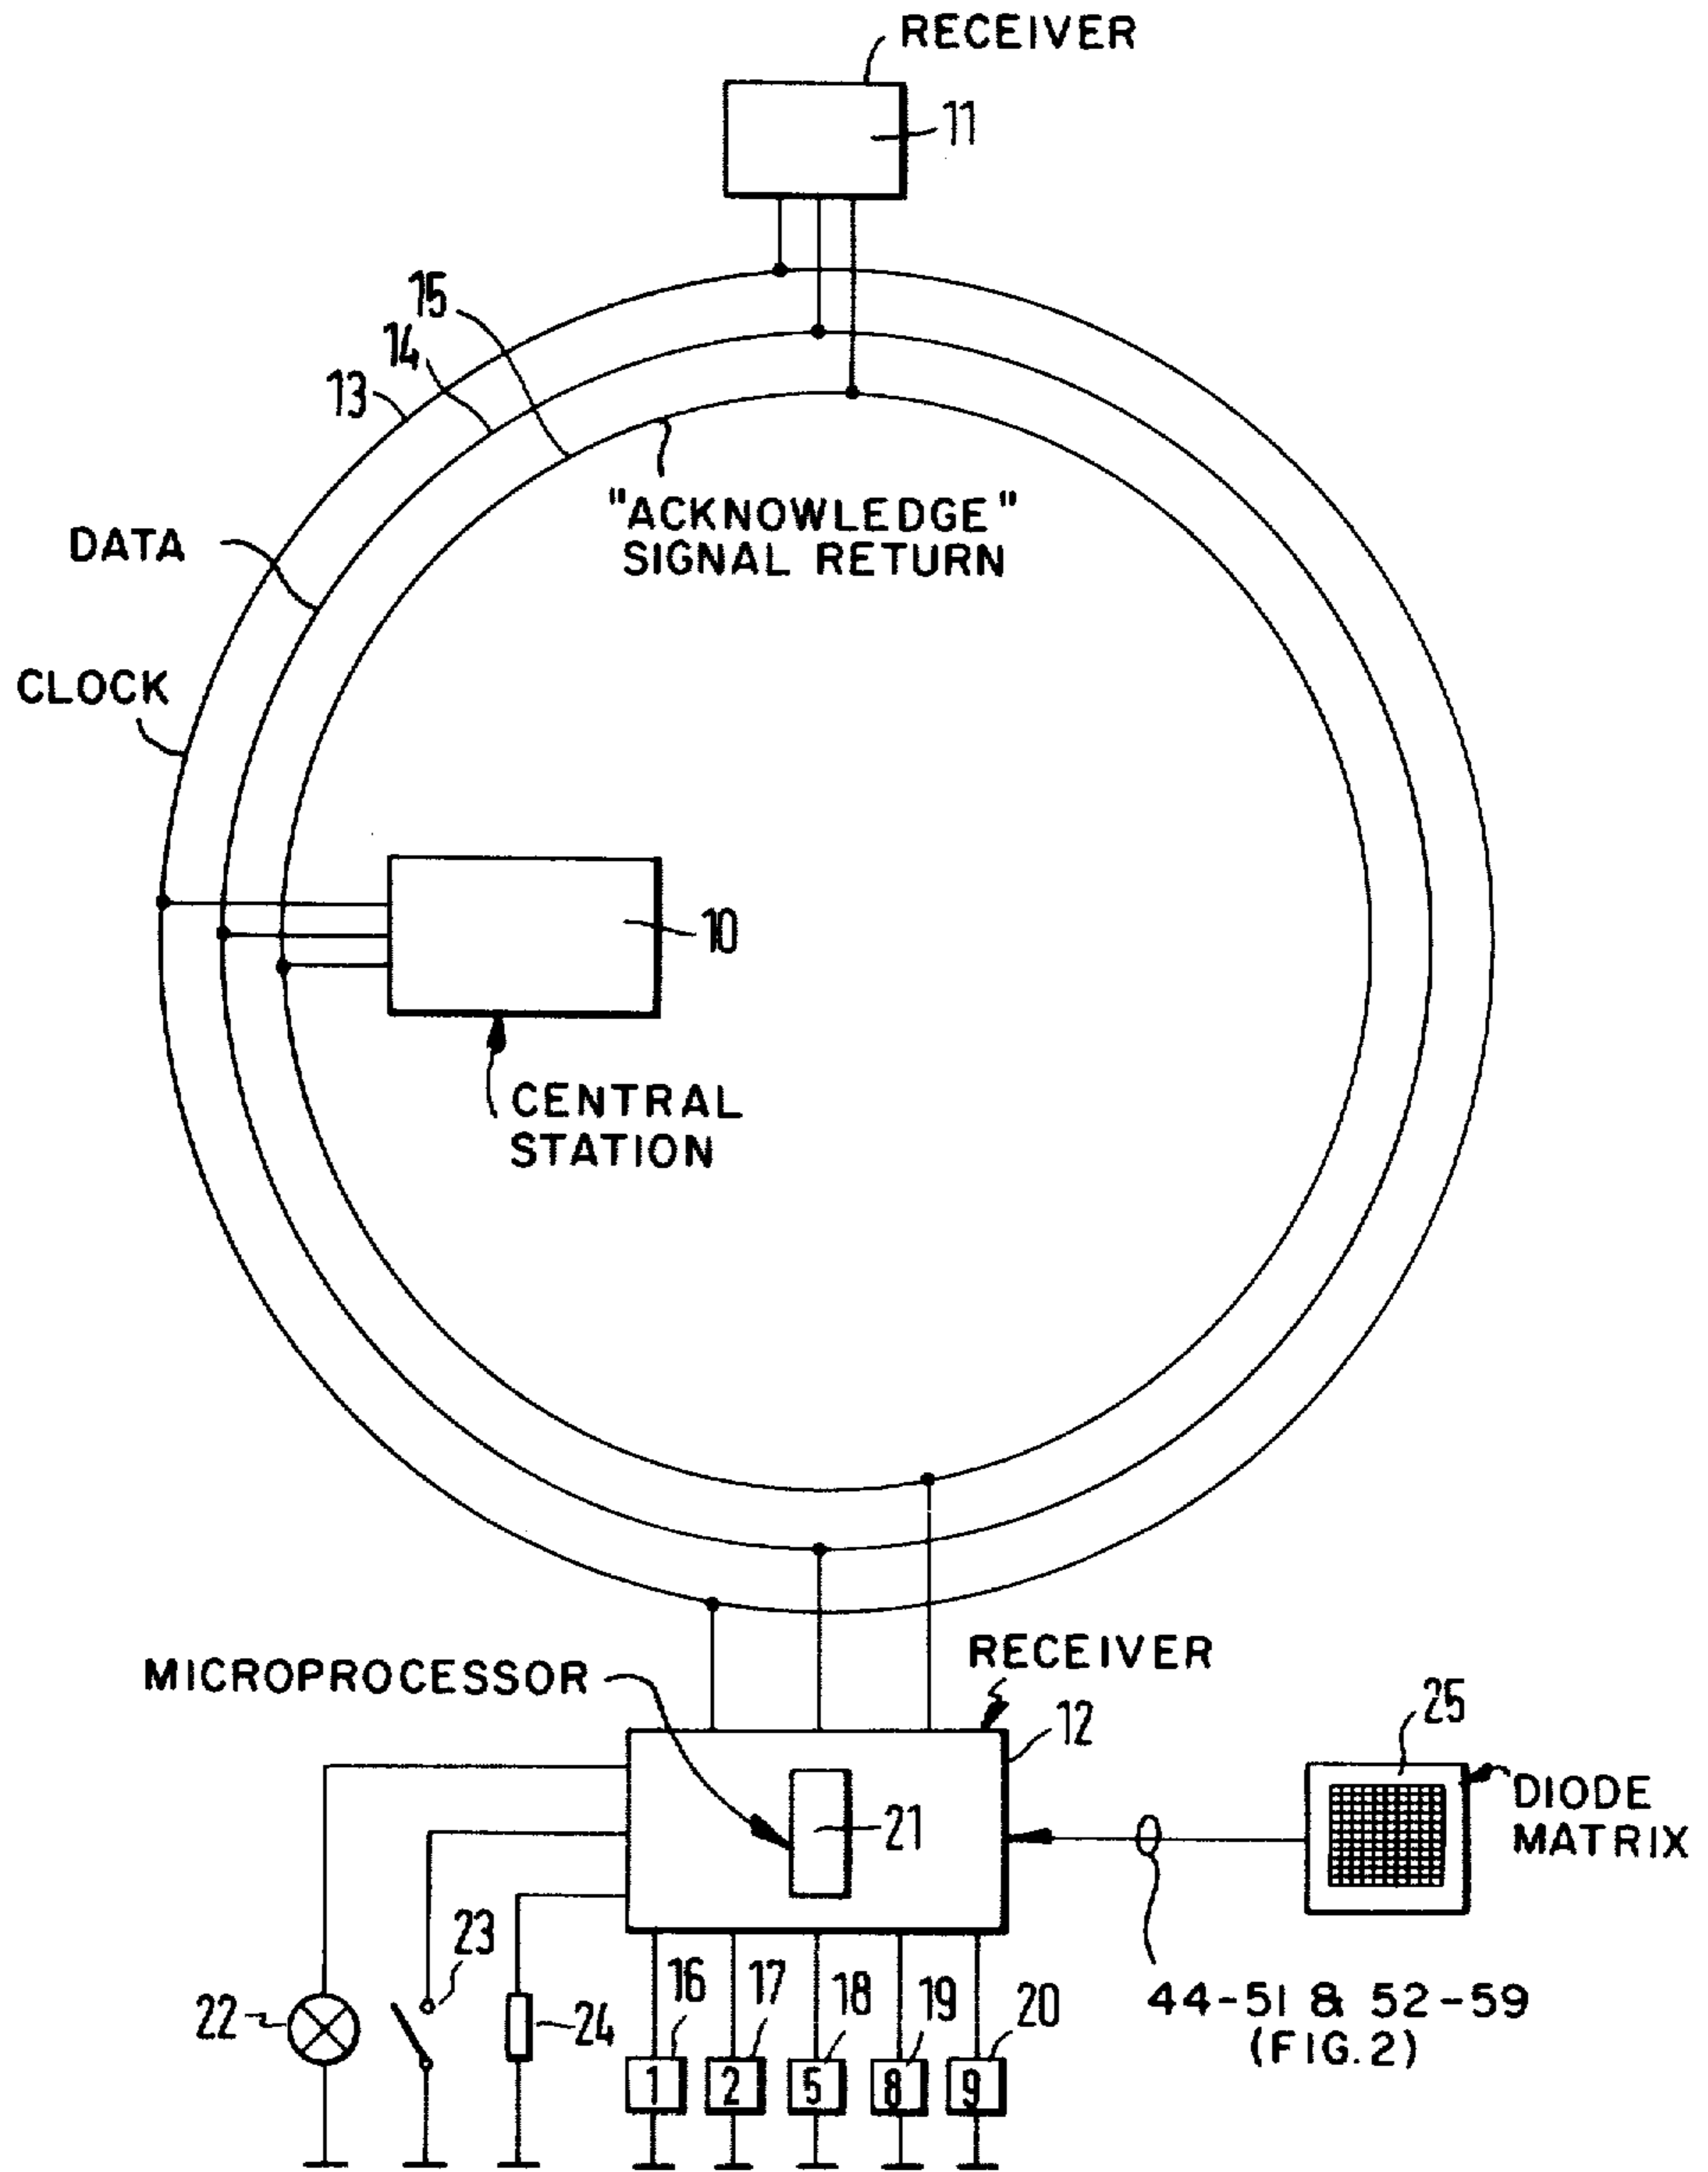 RECEIVER
11
15
14
13
"ACKNOWLEDGE"
SIGNAL RETURN
DATA
CLOCK
10
CENTRAL
STATION
RECEIVER
MICROPROCESSOR
12
25
DIODE
MATRIX
21
23
22
24
16
17
18
19
20
44-51 & 52-59
(FIG.2)
1
2
5
8
9